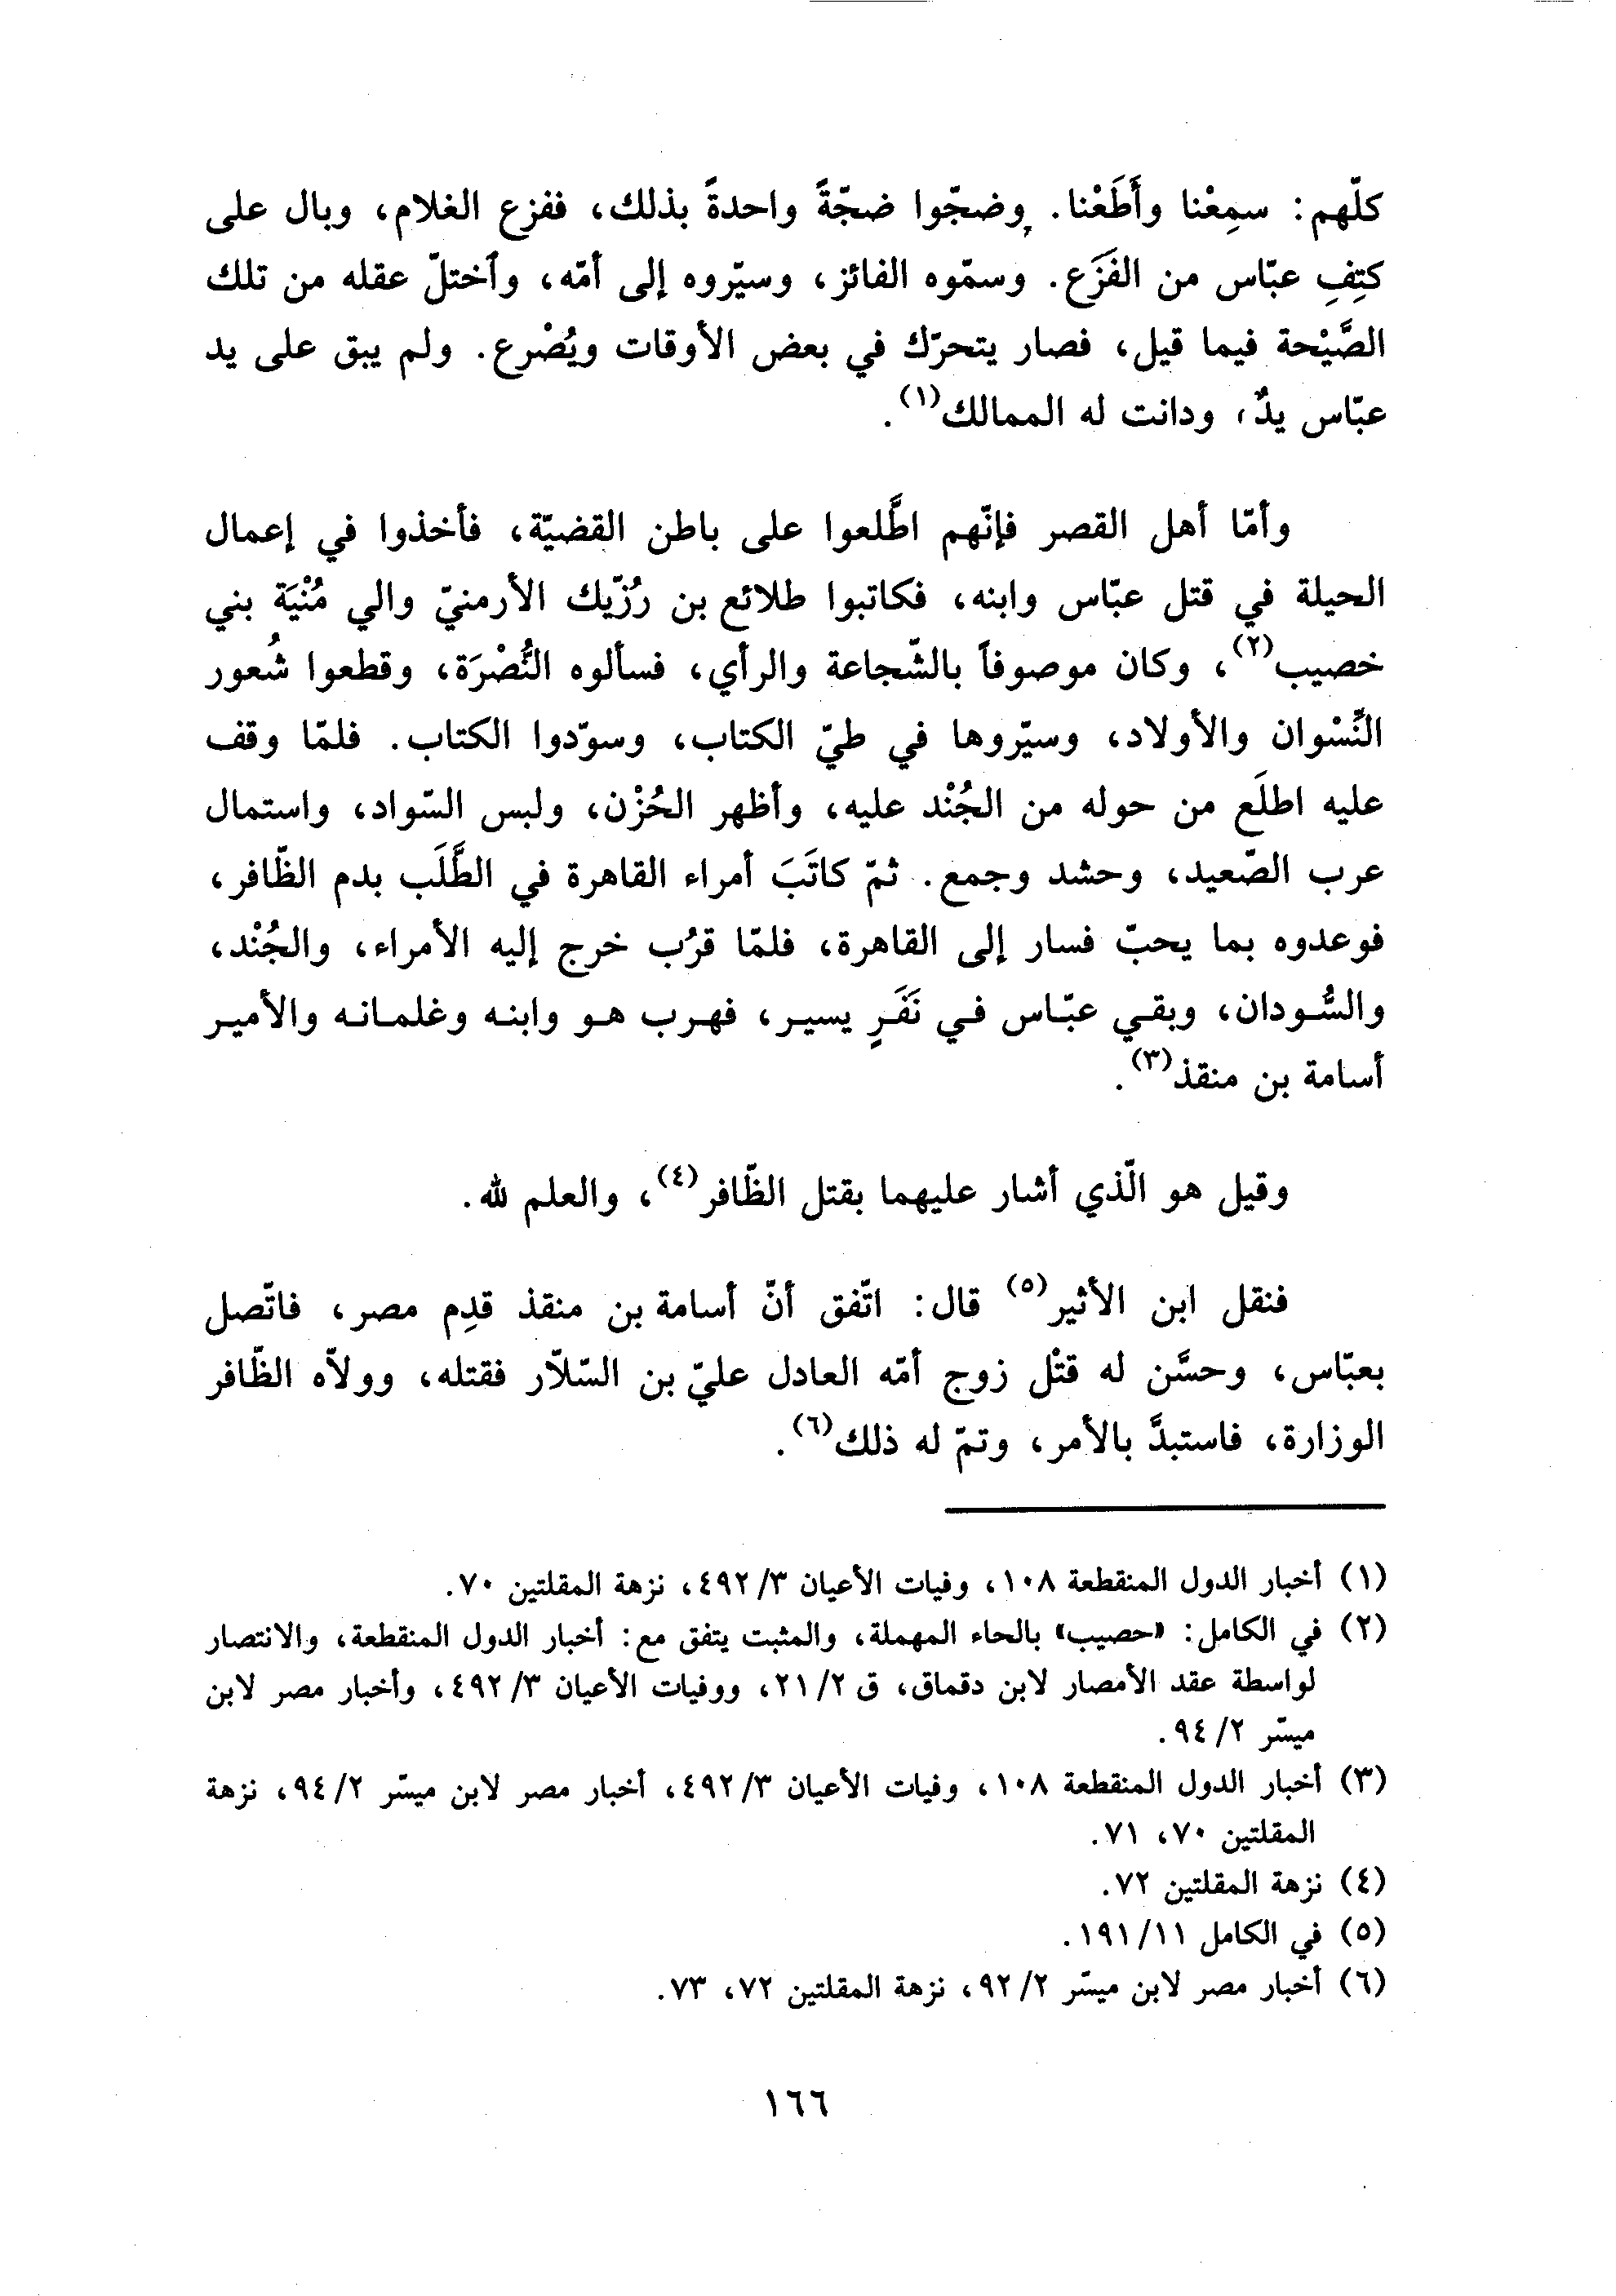 كلّهم: سمِعْنا وأَطَعْنا. وضجّوا ضجّةً واحدةً بذلك، ففزع الغلام، وبال على
كتِفِ عبّاس من الفَزَع. وسمّوه الفائز، وسيّروه إلى أمّه، وٱختلّ عقله من تلك
الصَّيْحة فيما قيل، فصار يتحرّك في بعض الأوقات ويُصْرع. ولم يبق على يد
عبّاس يدٌ، ودانت له الممالك(١).
وأمّا أهل القصر فإنّهم اطَّلعوا على باطن القضيّة، فأخذوا في إعمال
الحيلة في قتل عبّاس وابنه، فكاتبوا طلائع بن رُزّيك الأرمنيّ والي مُنْيَة بني
خصيب(٢)، وكان موصوفاً بالشّجاعة والرأي، فسألوه النُّصْرَة، وقطعوا شُعور
النِّسْوان والأولاد، وسيّروها في طيّ الكتاب، وسوّدوا الكتاب. فلمّا وقف
عليه اطلَع من حوله من الجُنْد عليه، وأظهر الحُزْن، ولبس السّواد، واستمال
عرب الصّعيد، وحشد وجمع. ثمّ كاتَبَ أمراء القاهرة في الطَّلَب بدم الظّافر،
فوعدوه بما يحبّ فسار إلى القاهرة، فلمّا قرُب خرج إليه الأمراء، والجُنْد،
والسُّودان، وبقي عبّاس في نَفَرٍ يسير، فهرب هو وابنه وغلمانه والأمير
أسامة بن منقذ(٣).
وقيل هو الّذي أشار عليهما بقتل الظّافر(٤)، والعلم لله.
فنقل ابن الأثير(٥) قال: اتّفق أنّ أسامة بن منقذ قدِم مصر، فاتّصل
بعبّاس، وحسَّن له قتْل زوج أمّه العادل عليّ بن السّلاّر فقتله، وولاّه الظّافر
الوزارة، فاستبدَّ بالأمر، وتمّ له ذلك(٦).
(١) أخبار الدول المنقطعة ١٠٨، وفيات الأعيان ٣/ ٤٩٢، نزهة المقلتين ٧٠.
(٢) في الكامل: «حصيب» بالحاء المهملة، والمثبت يتفق مع: أخبار الدول المنقطعة، والانتصار
لواسطة عقد الأمصار لابن دقماق، ق ٢/ ٢١، ووفيات الأعيان ٣/ ٤٩٢، وأخبار مصر لابن
ميسّر ٢/ ٩٤.
(٣) أخبار الدول المنقطعة ١٠٨، وفيات الأعيان ٣/ ٤٩٢، أخبار مصر لابن ميسّر ٢/ ٩٤، نزهة
المقلتين ٧٠، ٧١.
(٤) نزهة المقلتين ٧٢.
(٥) في الكامل ١١/ ١٩١.
(٦) أخبار مصر لابن ميسّر ٢/ ٩٢، نزهة المقلتين ٧٢، ٧٣.
١٦٦